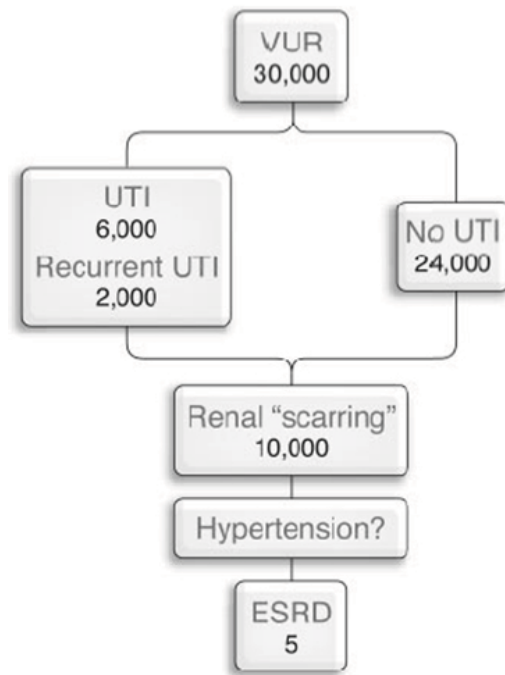 VUR
30,000
UTI
6,000
Recurrent UTI
2,000
No UTI
24,000
Renal “scarring”
10,000
Hypertension?
ESRD
5